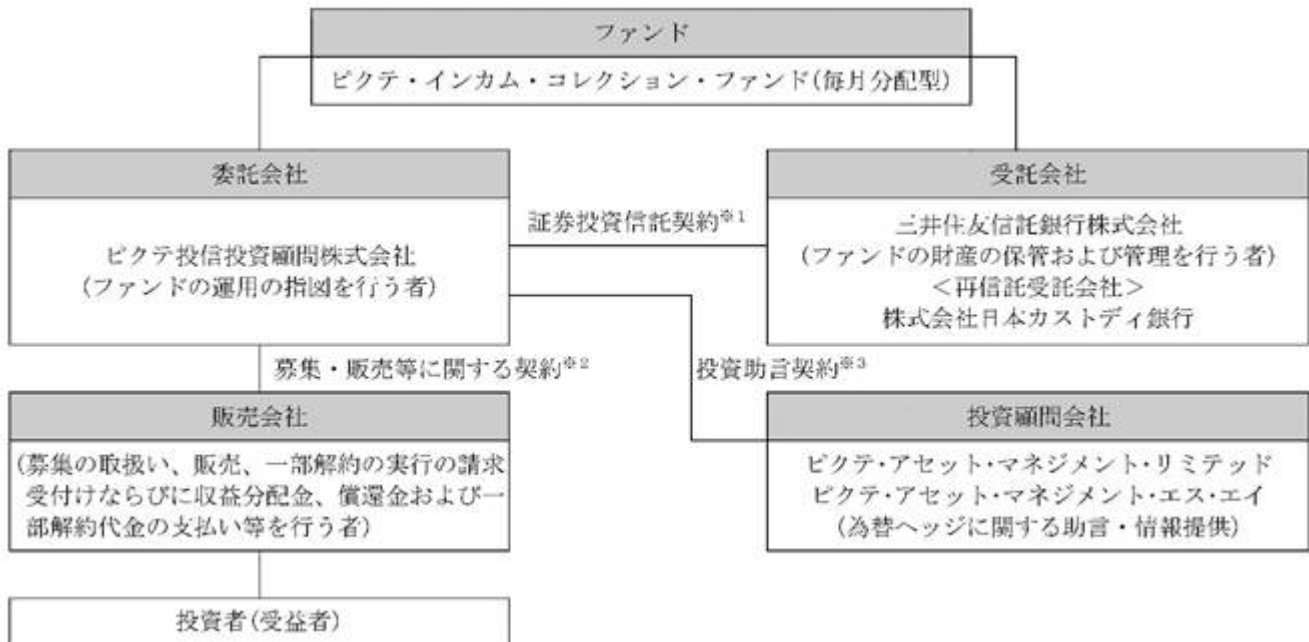 ファンド
ピクテ・インカム・コレクション・ファンド(毎月分配型)
委託会社
ピクテ投信投資顧問株式会社
(ファンドの運用の指図を行う者)
証券投資信託契約※1
受託会社
三井住友信託銀行株式会社
(ファンドの財産の保管および管理を行う者)
＜再信託受託会社＞
株式会社日本カストディ銀行
募集・販売等に関する契約※2
投資助言契約※3
販売会社
(募集の取扱い、販売、一部解約の実行の請求
受付けならびに収益分配金、償還金および一
部解約代金の支払い等を行う者)
投資顧問会社
ピクテ・アセット・マネジメント・リミテッド
ピクテ・アセット・マネジメント・エス・エイ
(為替ヘッジに関する助言・情報提供)
投資者(受益者)